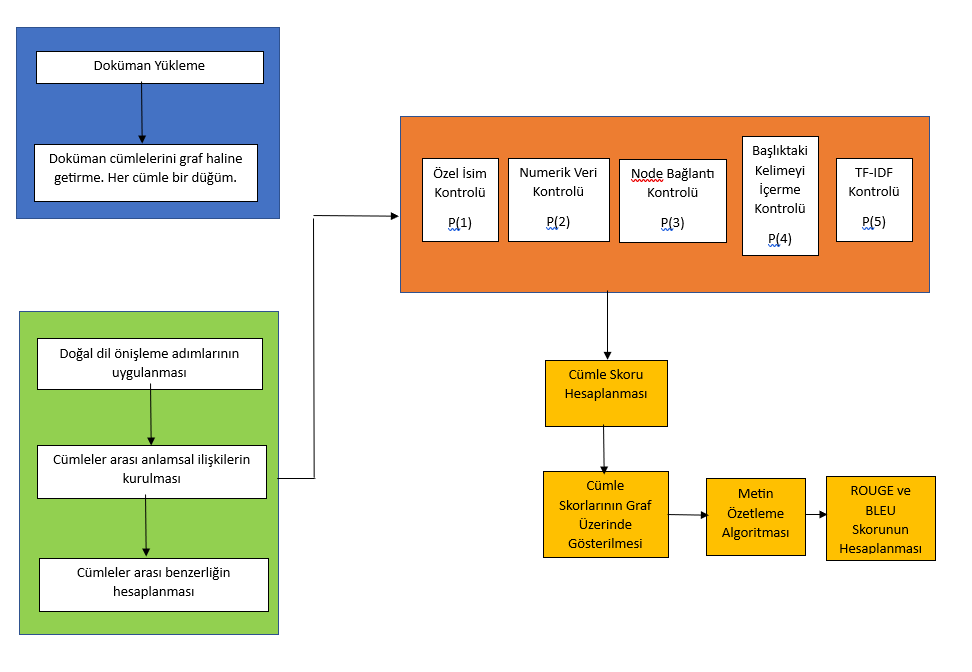 Doküman Yükleme
Doküman cümlelerini graf haline
getirme. Her cümle bir düğüm.
Doğal dil önişleme adımlarının
uygulanması
Cümleler arası anlamsal ilişkilerin
kurulması
Cümleler arası benzerliğin
hesaplanması
Özel İsim
Kontrolü
P(1)
Numerik Veri
Kontrolü
P(2)
Node Bağlantı
Kontrolü
P(3)
Başlıktaki
Kelimeyi
İçerme
Kontrolü
P(4)
TF-IDF
Kontrolü
P(5)
Cümle Skoru
Hesaplanması
Cümle
Skorlarının Graf
Üzerinde
Gösterilmesi
Metin
Özetleme
Algoritması
ROUGE ve
BLEU
Skorunun
Hesaplanması